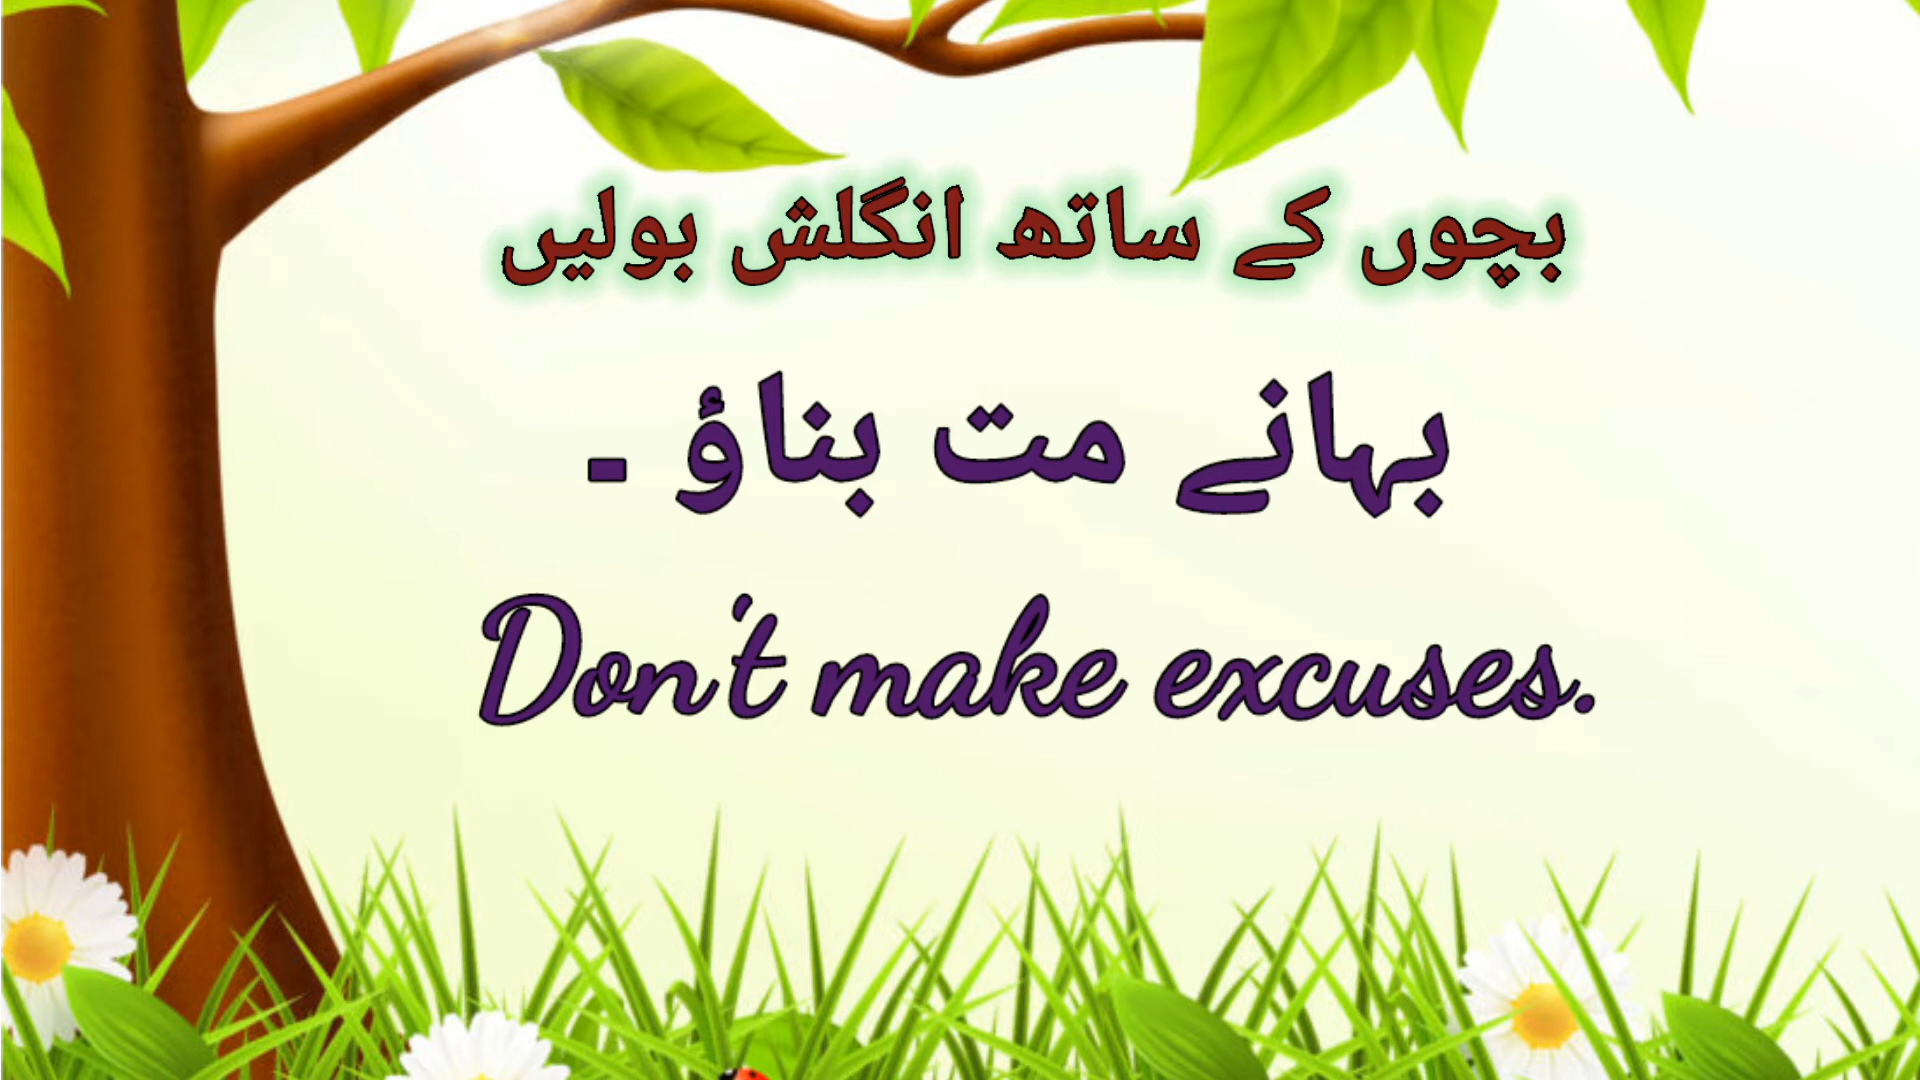 بچوں کے ساتھ انگلش بولیں
بہانے مت بناؤ ۔
Don't make excuses.